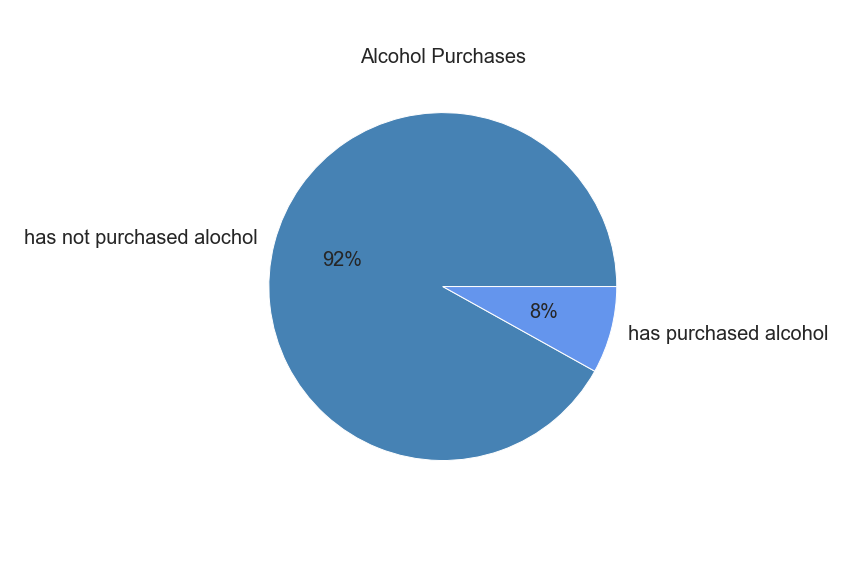 Alcohol Purchases
has not purchased alochol
92%
8%
has purchased alcohol